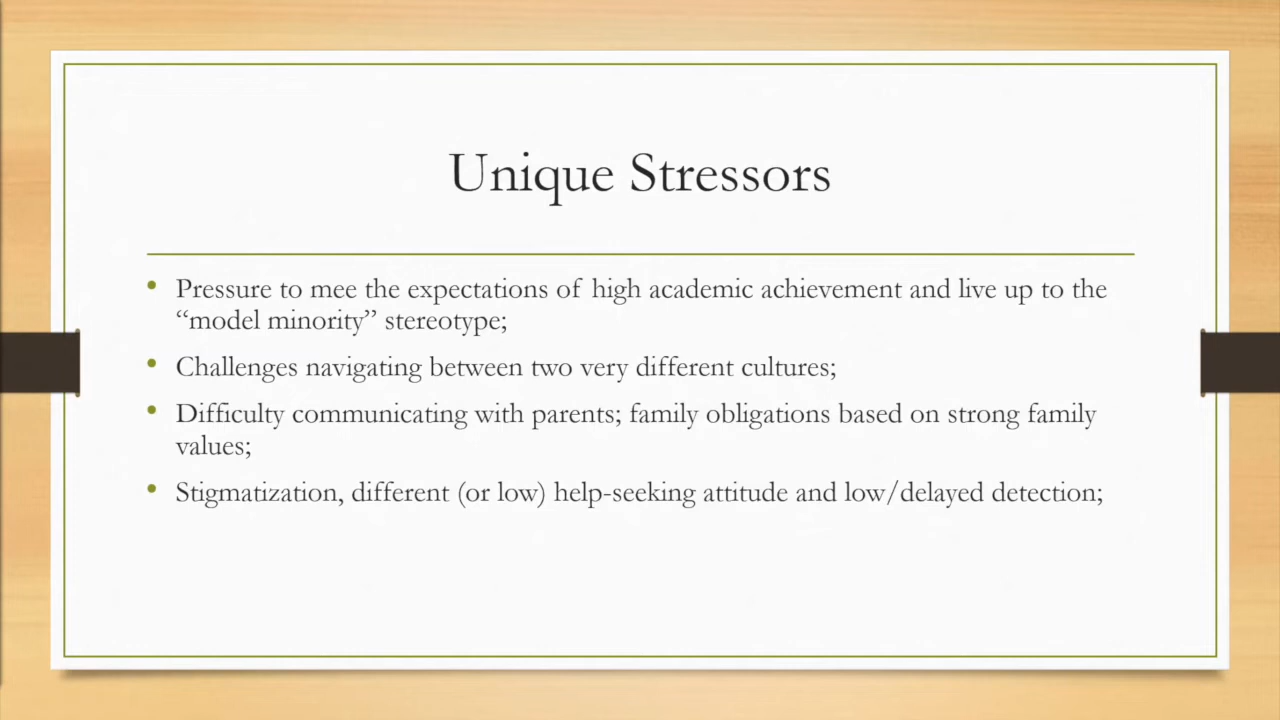 Unique Stressors
• Pressure to mee the expectations of high academic achievement and live up to the
“model minority” stereotype;
• Challenges navigating between two very different cultures;
• Difficulty communicating with parents; family obligations based on strong family
values;
• Stigmatization, different (or low) help-seeking attitude and low/delayed detection;